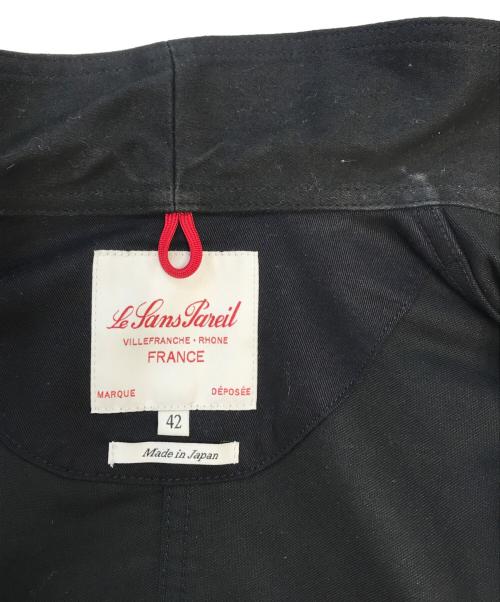 Le Sans Pareil
VILLEFRANCHE • RHONE
FRANCE
MARQUE DÉPOSÉE
42
Made in Japan